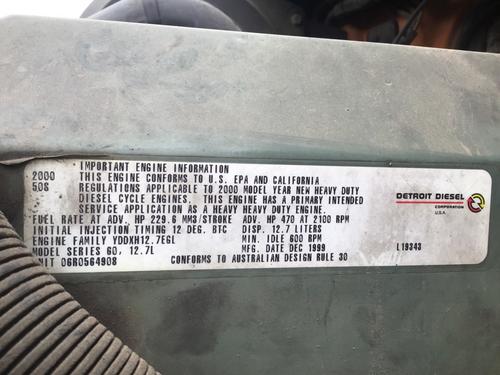 IMPORTANT ENGINE INFORMATION
2000 THIS ENGINE CONFORMS TO U.S. EPA AND CALIFORNIA
50S REGULATIONS APPLICABLE TO 2000 MODEL YEAR NEW HEAVY DUTY
DIESEL CYCLE ENGINES. THIS ENGINE HAS A PRIMARY INTENDED
SERVICE APPLICATION AS A HEAVY HEAVY DUTY ENGINE.
FUEL RATE AT ADV. HP 229.6 MM3/STROKE ADV. HP 470 AT 2100 RPM
INITIAL INJECTION TIMING 12 DEG. BTC DISP. 12.7 LITERS
ENGINE FAMILY YDDXH12.7EGL MIN. IDLE 600 RPM
MODEL SERIES 60, 12.7L MFG. DATE DEC 1999 L19343
UNIT 06R0564908 CONFORMS TO AUSTRALIAN DESIGN RULE 30
DETROIT DIESEL
CORPORATION
U.S.A.